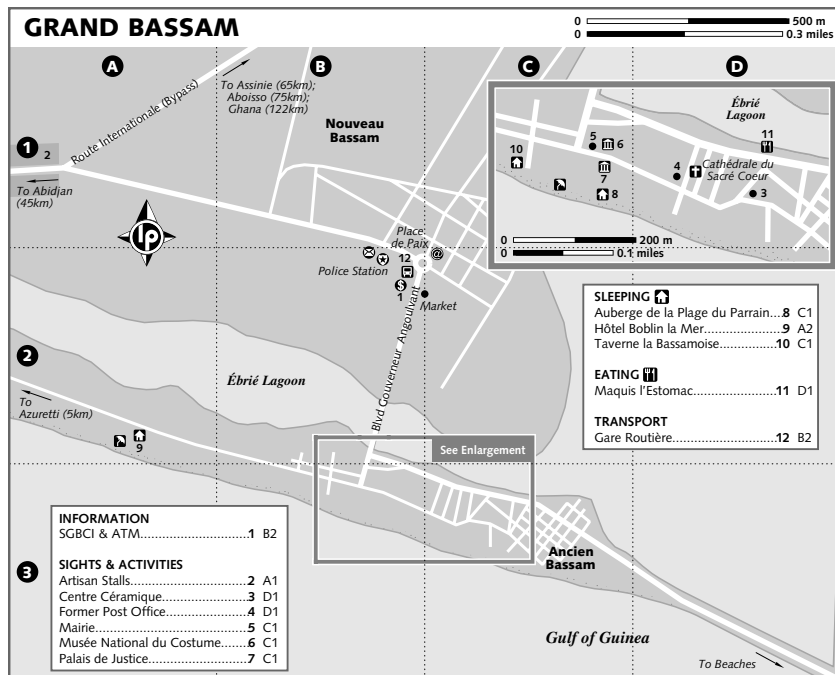 GRAND BASSAM
0 500 m
0 0.3 miles
A
B
C
D
1
2
3
To Assinie (65km);
Aboisso (75km);
Ghana (122km)
Route Internationale (Bypass)
2
To Abidjan
(45km)
lp
Nouveau
Bassam
Place
de Paix
@
12
Police Station
$
1
Market
Blvd Gouverneur Angoulvant
Ébrié Lagoon
To
Azuretti (5km)
9
See Enlargement
Ancien
Bassam
Gulf of Guinea
To Beaches
Ébrié
Lagoon
11
5
6
10
7
8
4
Cathédrale du
Sacré Coeur
3
0 200 m
0 0.1 miles
SLEEPING
Auberge de la Plage du Parrain....8 C1
Hôtel Boblin la Mer...................9 A2
Taverne la Bassamoise.................10 C1
EATING
Maquis l'Estomac.......................11 D1
TRANSPORT
Gare Routière............................12 B2
INFORMATION
SGBCI & ATM............................1 B2
SIGHTS & ACTIVITIES
Artisan Stalls..............................2 A1
Centre Céramique.......................3 D1
Former Post Office......................4 D1
Mairie.......................................5 C1
Musée National du Costume........6 C1
Palais de Justice..........................7 C1